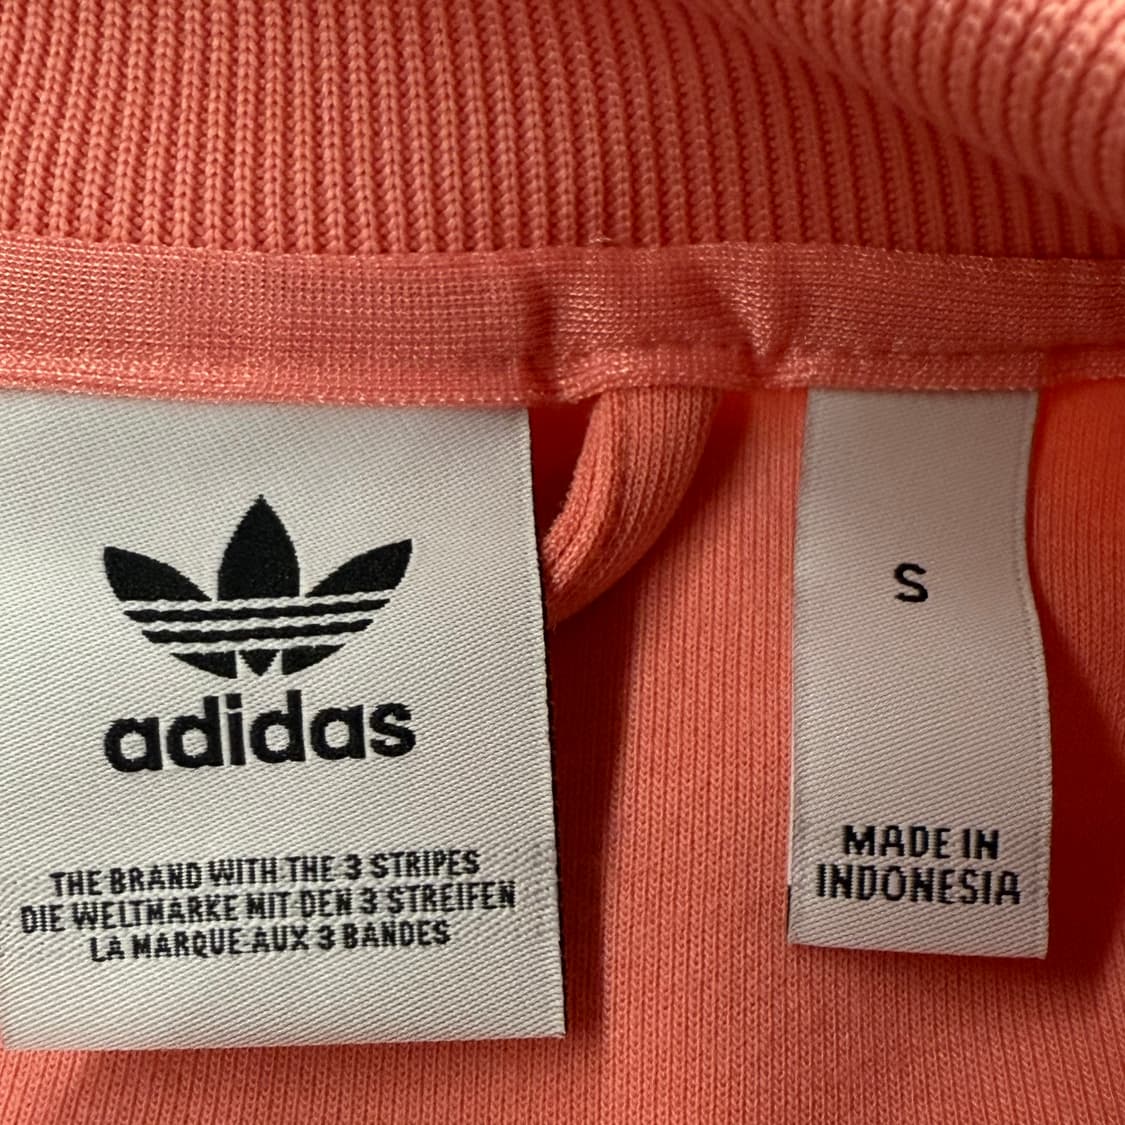 adidas
THE BRAND WITH THE 3 STRIPES
DIE WELTMARKE MIT DEN 3 STREIFEN
LA MARQUE AUX 3 BANDES
S
MADE IN
INDONESIA